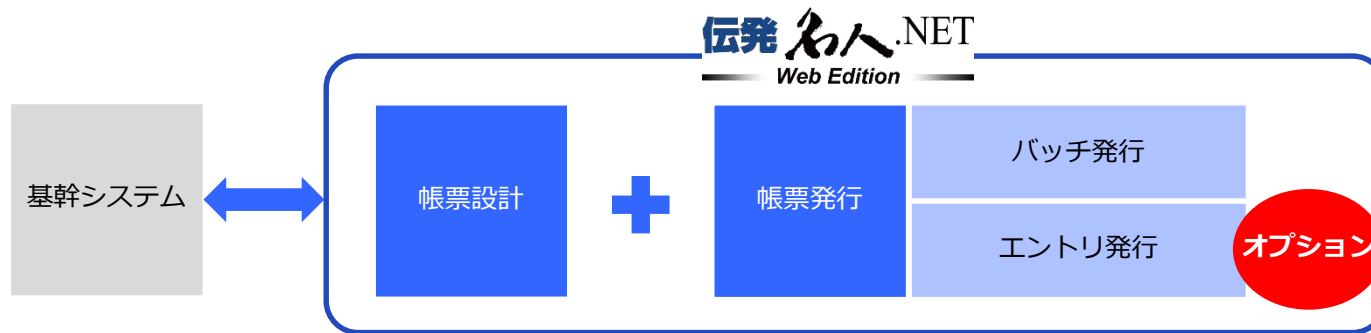 伝発名人.NET
Web Edition
基幹システム
帳票設計
帳票発行
バッチ発行
エントリ発行
オプション